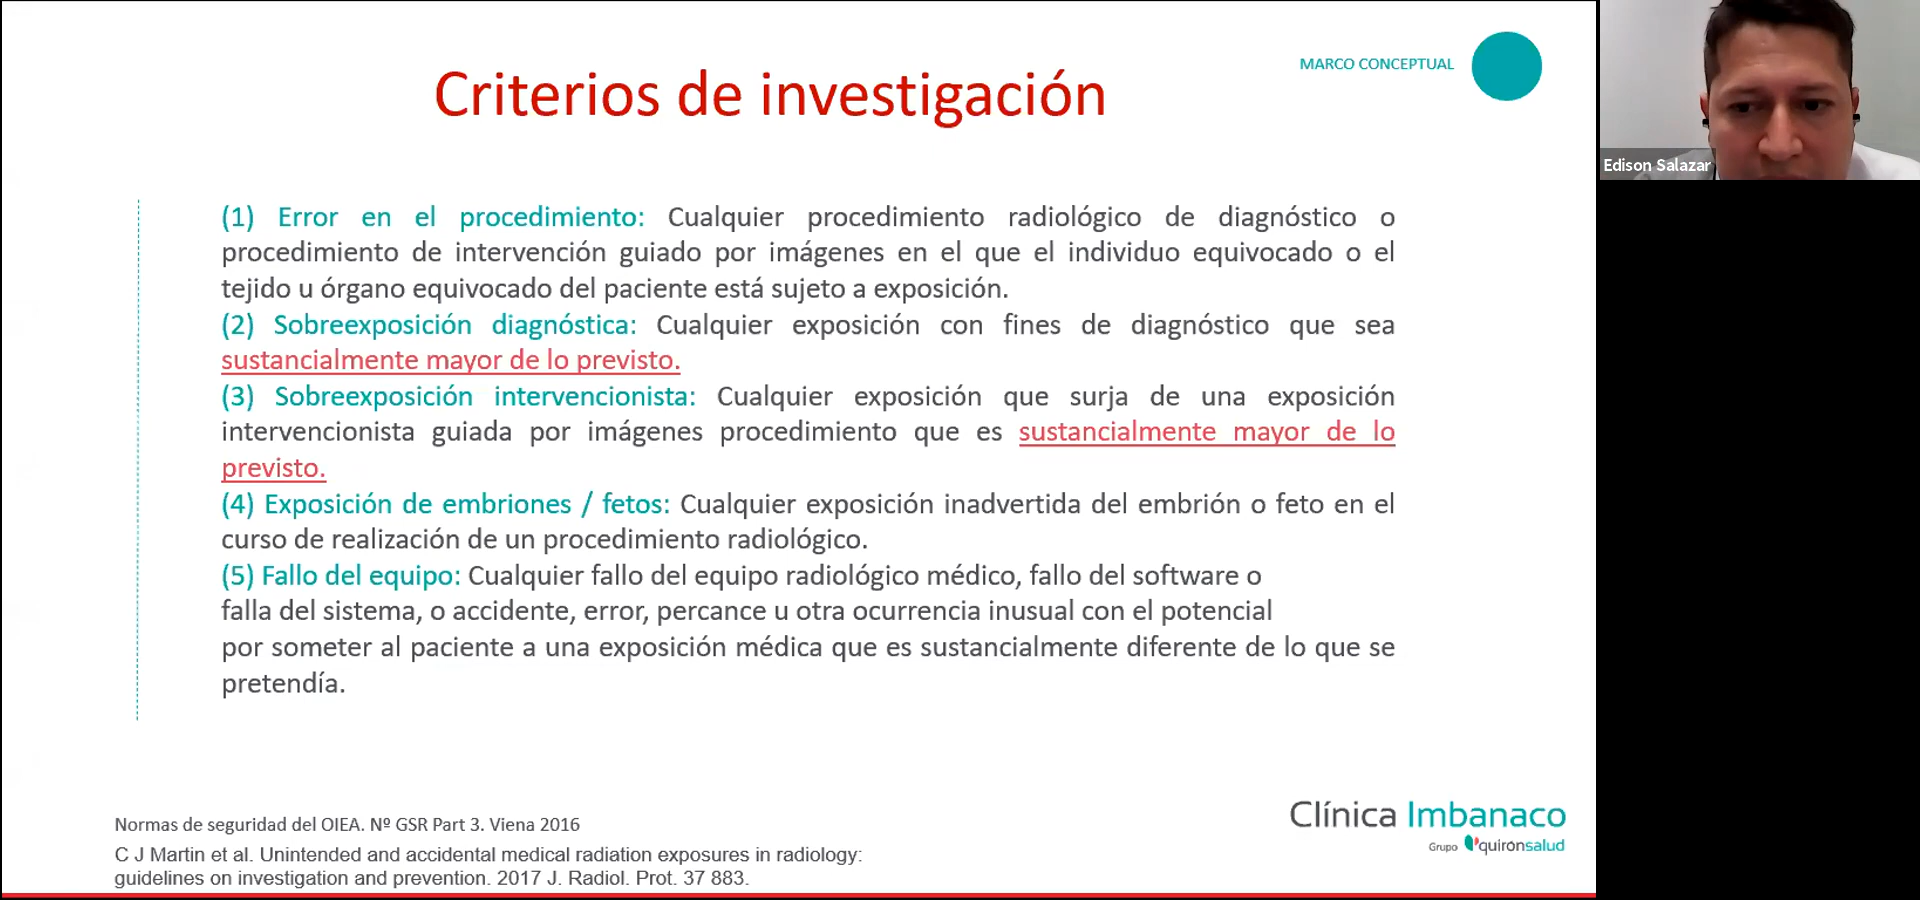 MARCO CONCEPTUAL
Criterios de investigación
Edison Salazar
(1) Error en el procedimiento: Cualquier procedimiento radiológico de diagnóstico o
procedimiento de intervención guiado por imágenes en el que el individuo equivocado o el
tejido u órgano equivocado del paciente está sujeto a exposición.
(2) Sobreexposición diagnóstica: Cualquier exposición con fines de diagnóstico que sea
sustancialmente mayor de lo previsto.
(3) Sobreexposición intervencionista: Cualquier exposición que surja de una exposición
intervencionista guiada por imágenes procedimiento que es sustancialmente mayor de lo
previsto.
(4) Exposición de embriones / fetos: Cualquier exposición inadvertida del embrión o feto en el
curso de realización de un procedimiento radiológico.
(5) Fallo del equipo: Cualquier fallo del equipo radiológico médico, fallo del software o
falla del sistema, o accidente, error, percance u otra ocurrencia inusual con el potencial
por someter al paciente a una exposición médica que es sustancialmente diferente de lo que se
pretendía.
Normas de seguridad del OIEA. Nº GSR Part 3. Viena 2016
C J Martin et al. Unintended and accidental medical radiation exposures in radiology:
guidelines on investigation and prevention. 2017 J. Radiol. Prot. 37 883.
Clínica Imbanaco
Grupo quirónsalud